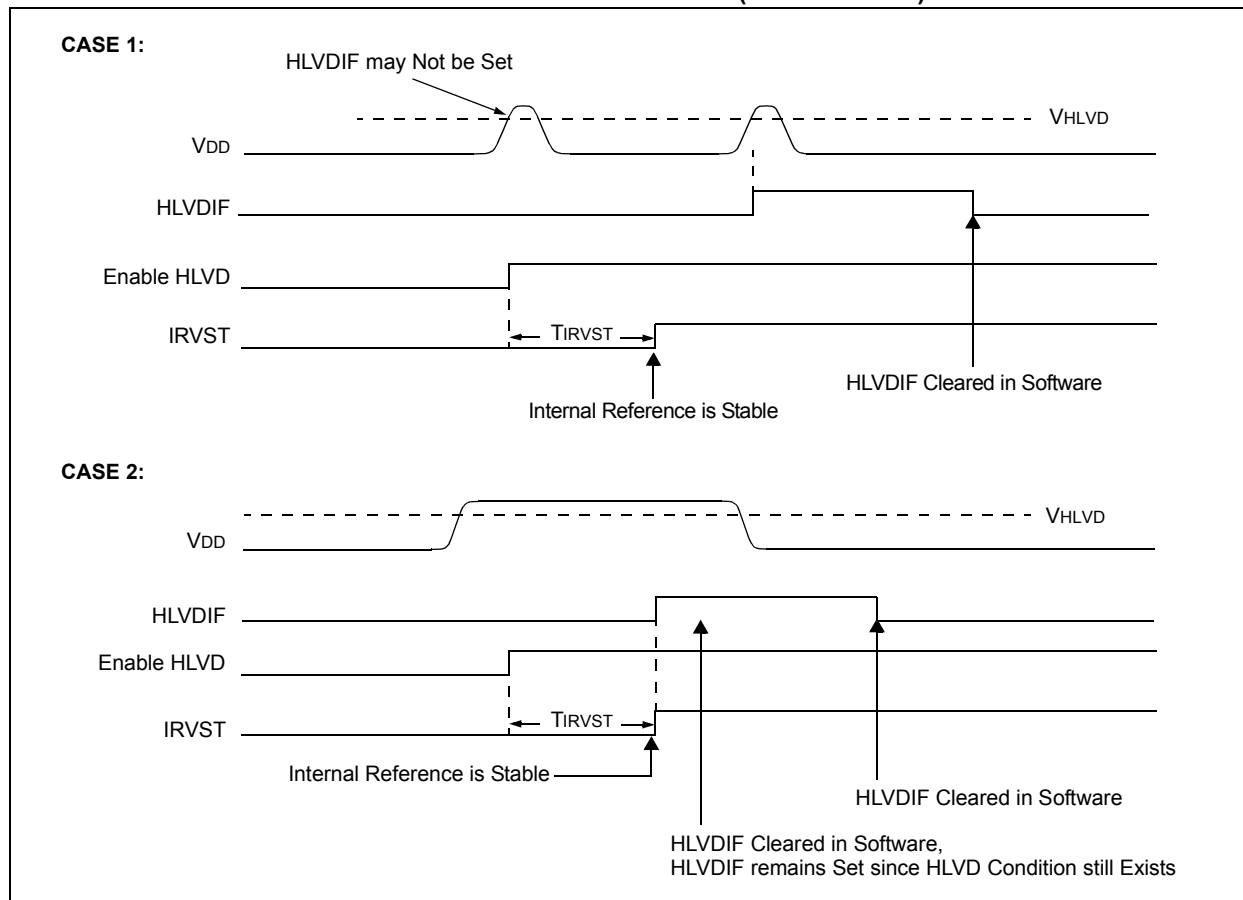 CASE 1:
HLVDIF may Not be Set
VHLVD
VDD
HLVDIF
Enable HLVD
TIRVST
IRVST
HLVDIF Cleared in Software
Internal Reference is Stable
CASE 2:
VHLVD
VDD
HLVDIF
Enable HLVD
TIRVST
IRVST
Internal Reference is Stable
HLVDIF Cleared in Software
HLVDIF Cleared in Software,
HLVDIF remains Set since HLVD Condition still Exists